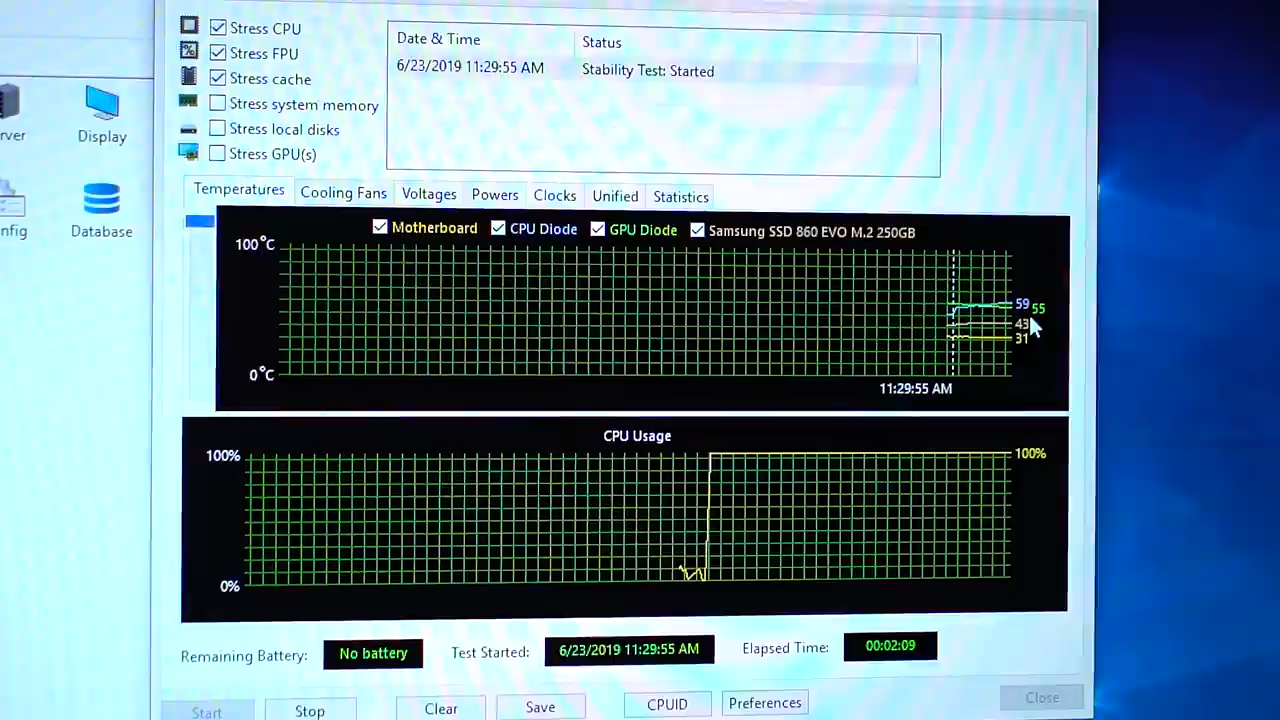 Stress CPU
Stress FPU
Stress cache
Stress system memory
Stress local disks
Stress GPU(s)
Date & Time Status
6/23/2019 11:29:55 AM Stability Test: Started
rver
Display
nfig
Database
Temperatures Cooling Fans Voltages Powers Clocks Unified Statistics
Motherboard CPU Diode GPU Diode Samsung SSD 860 EVO M.2 250GB
100°C
59 55
43
31
0°C
11:29:55 AM
CPU Usage
100% 100%
0%
Remaining Battery: No battery Test Started: 6/23/2019 11:29:55 AM Elapsed Time: 00:02:09
Start Stop Clear Save CPUID Preferences Close